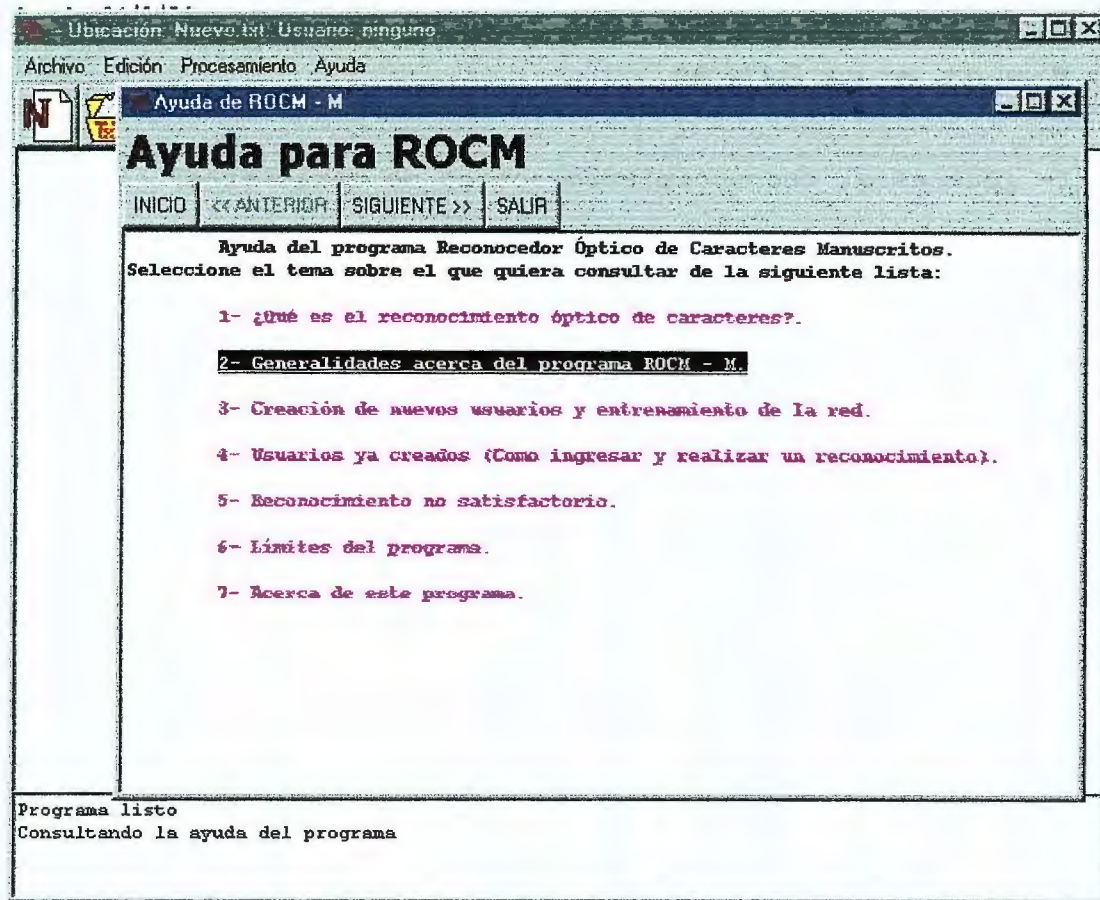 - Ubicación: Nuevo.txt. Usuario: ninguno
Archivo Edición Procesamiento Ayuda
N
Txt
Ayuda de ROCM - M
Ayuda para ROCM
INICIO << ANTERIOR SIGUIENTE >> SALIR
Ayuda del programa Reconocedor Óptico de Caracteres Manuscritos.
Seleccione el tema sobre el que quiera consultar de la siguiente lista:
1- ¿Qué es el reconocimiento óptico de caracteres?.
2- Generalidades acerca del programa ROCM - M.
3- Creación de nuevos usuarios y entrenamiento de la red.
4- Usuarios ya creados (Como ingresar y realizar un reconocimiento).
5- Reconocimiento no satisfactorio.
6- Límites del programa.
7- Acerca de este programa.
Programa listo
Consultando la ayuda del programa